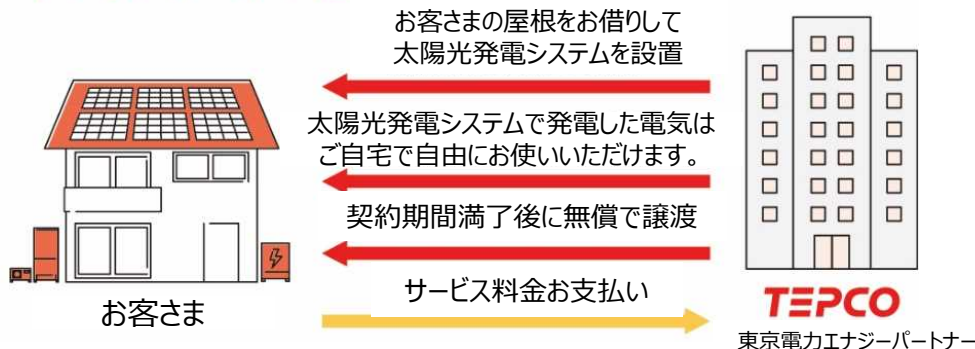 お客さまの屋根をお借りして
太陽光発電システムを設置
太陽光発電システムで発電した電気は
ご自宅で自由にお使いいただけます。
契約期間満了後に無償で譲渡
サービス料金お支払い
お客さま
TEPCO
東京電力エナジーパートナー